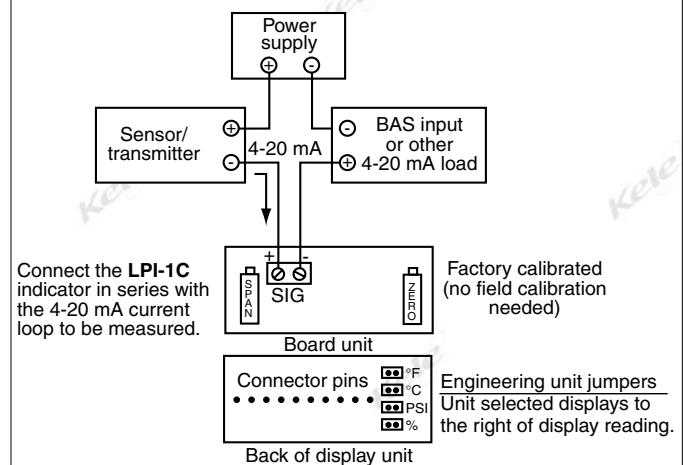 Power
supply
+ -
Sensor/
transmitter
+
-
4-20 mA
-
+
BAS input
or other
4-20 mA load
Connect the LPI-1C
indicator in series with
the 4-20 mA current
loop to be measured.
+ -
SPAN
SIG
ZERO
Factory calibrated
(no field calibration
needed)
Board unit
Connector pins
°F
°C
PSI
%
Engineering unit jumpers
Unit selected displays to
the right of display reading.
Back of display unit
Kele
Kele
Kele
Kele